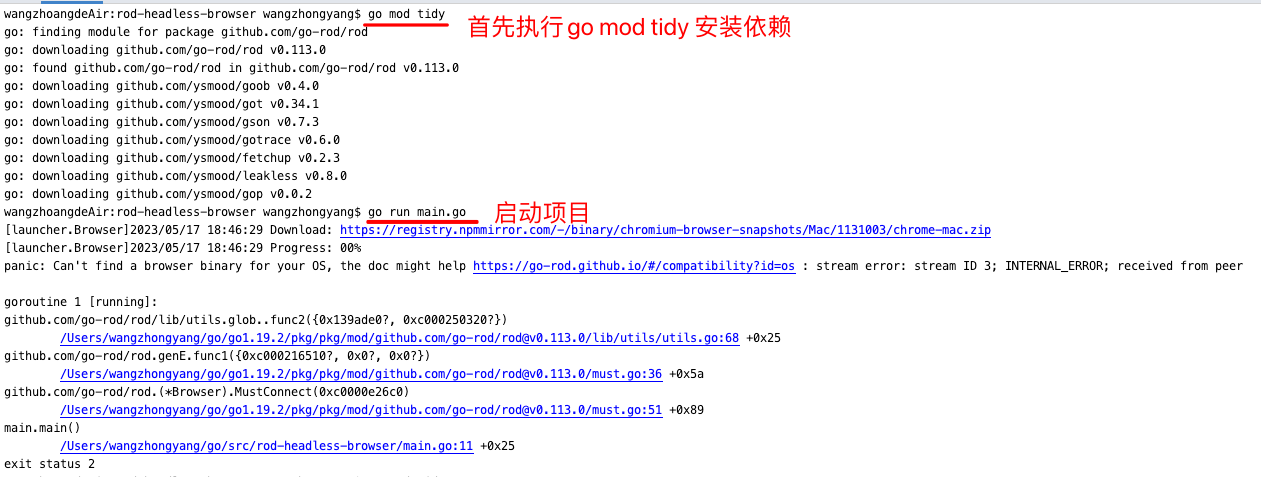 wangzhoangdeAir:rod-headless-browser wangzhongyang$ go mod tidy
首先执行go mod tidy 安装依赖
go: finding module for package github.com/go-rod/rod
go: downloading github.com/go-rod/rod v0.113.0
go: found github.com/go-rod/rod in github.com/go-rod/rod v0.113.0
go: downloading github.com/ysmood/goob v0.4.0
go: downloading github.com/ysmood/got v0.34.1
go: downloading github.com/ysmood/gson v0.7.3
go: downloading github.com/ysmood/gotrace v0.6.0
go: downloading github.com/ysmood/fetchup v0.2.3
go: downloading github.com/ysmood/leakless v0.8.0
go: downloading github.com/ysmood/gop v0.0.2
wangzhoangdeAir:rod-headless-browser wangzhongyang$ go run main.go
启动项目
[launcher.Browser]2023/05/17 18:46:29 Download: https://registry.npmmirror.com/-/binary/chromium-browser-snapshots/Mac/1131003/chrome-mac.zip
[launcher.Browser]2023/05/17 18:46:29 Progress: 00%
panic: Can't find a browser binary for your OS, the doc might help https://go-rod.github.io/#/compatibility?id=os : stream error: stream ID 3; INTERNAL_ERROR; received from peer
goroutine 1 [running]:
github.com/go-rod/rod/lib/utils.glob..func2({0x139ade0?, 0xc000250320?})
/Users/wangzhongyang/go/go1.19.2/pkg/pkg/mod/github.com/go-rod/rod@v0.113.0/lib/utils/utils.go:68 +0x25
github.com/go-rod/rod.genE.func1({0xc000216510?, 0x0?, 0x0?})
/Users/wangzhongyang/go/go1.19.2/pkg/pkg/mod/github.com/go-rod/rod@v0.113.0/must.go:36 +0x5a
github.com/go-rod/rod.(*Browser).MustConnect(0xc0000e26c0)
/Users/wangzhongyang/go/go1.19.2/pkg/pkg/mod/github.com/go-rod/rod@v0.113.0/must.go:51 +0x89
main.main()
/Users/wangzhongyang/go/src/rod-headless-browser/main.go:11 +0x25
exit status 2